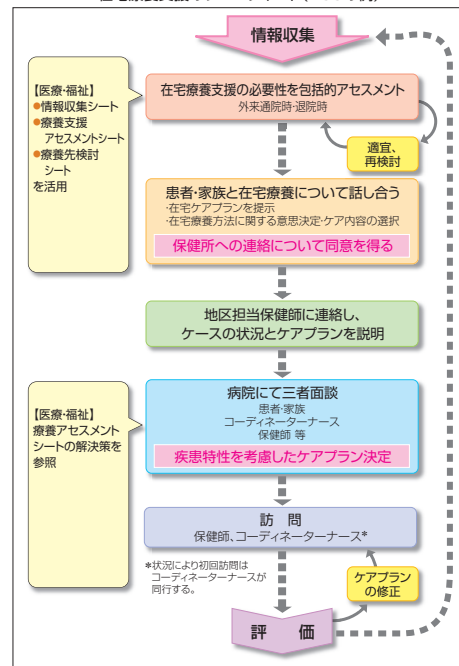 情報収集
【医療・福祉】
●情報収集シート
●療養支援
アセスメントシート
●療養先検討
シート
を活用
在宅療養支援の必要性を包括的アセスメント
外来通院時・退院時
適宜、
再検討
患者・家族と在宅療養について話し合う
・在宅ケアプランを提示
・在宅療養方法に関する意思決定・ケア内容の選択
保健所への連絡について同意を得る
地区担当保健師に連絡し、
ケースの状況とケアプランを説明
【医療・福祉】
療養アセスメント
シートの解決策を
参照
病院にて三者面談
患者・家族
コーディネーターナース
保健師 等
疾患特性を考慮したケアプラン決定
訪 問
保健師、コーディネーターナース*
*状況により初回訪問は
コーディネーターナースが
同行する。
ケアプラン
の修正
評 価